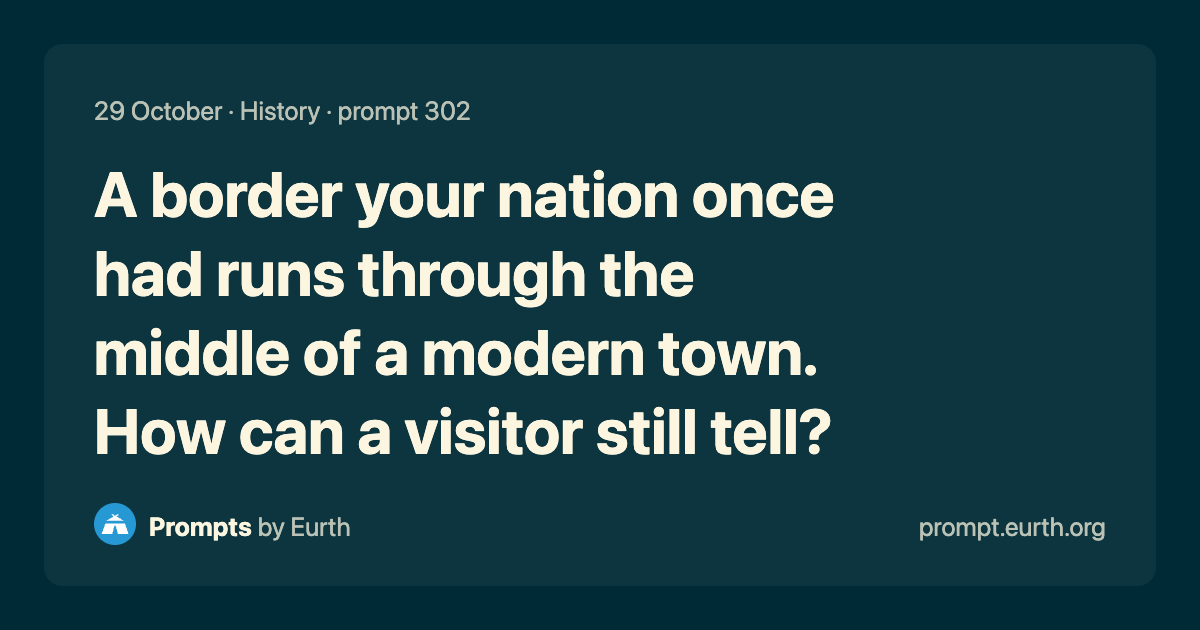 29 October · History · prompt 302
A border your nation once
had runs through the
middle of a modern town.
How can a visitor still tell?
Prompts by Eurth
prompt.eurth.org